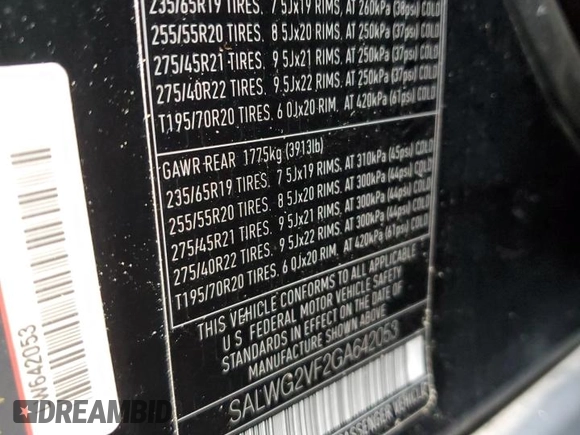 235/65R19 TIRES. 7 5Jx19 RIMS, AT 260kPa (38psi) COLD
255/55R20 TIRES. 8 5Jx20 RIMS, AT 250kPa (37psi) COLD
275/45R21 TIRES. 9 5Jx21 RIMS, AT 250kPa (37psi) COLD
275/40R22 TIRES. 9 5Jx22 RIMS, AT 250kPa (37psi) COLD
T195/70R20 TIRES. 6 0Jx20 RIM, AT 420kPa (61psi) COLD
GAWR REAR 1775kg (3913lb)
235/65R19 TIRES. 7 5Jx19 RIMS, AT 310kPa (45psi) COLD
255/55R20 TIRES. 8 5Jx20 RIMS, AT 300kPa (44psi) COLD
275/45R21 TIRES. 9 5Jx21 RIMS, AT 300kPa (44psi) COLD
275/40R22 TIRES. 9 5Jx22 RIMS, AT 300kPa (44psi) COLD
T195/70R20 TIRES. 6 0Jx20 RIM, AT 420kPa (61psi) COLD
THIS VEHICLE CONFORMS TO ALL APPLICABLE
U S FEDERAL MOTOR VEHICLE SAFETY
STANDARDS IN EFFECT ON THE DATE OF
MANUFACTURE SHOWN ABOVE
SALWG2VF2GA642053
PASSENGER VEHICLE
642053
DREAMBID